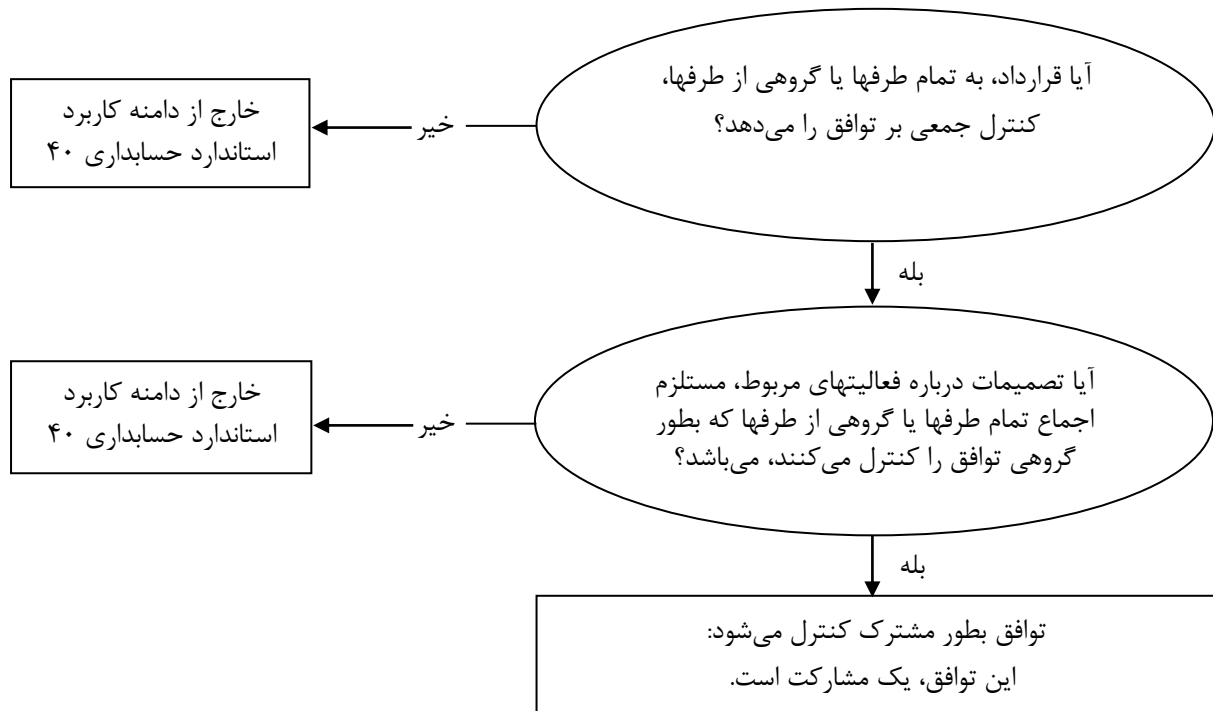 آیا قرارداد، به تمام طرفها یا گروهی از طرفها،
کنترل جمعی بر توافق را می‌دهد؟
خیر
خارج از دامنه کاربرد
استاندارد حسابداری ۴۰
بله
آیا تصمیمات درباره فعالیتهای مربوط، مستلزم
اجماع تمام طرفها یا گروهی از طرفها که بطور
گروهی توافق را کنترل می‌کنند، می‌باشد؟
خیر
خارج از دامنه کاربرد
استاندارد حسابداری ۴۰
بله
توافق بطور مشترک کنترل می‌شود:
این توافق، یک مشارکت است.